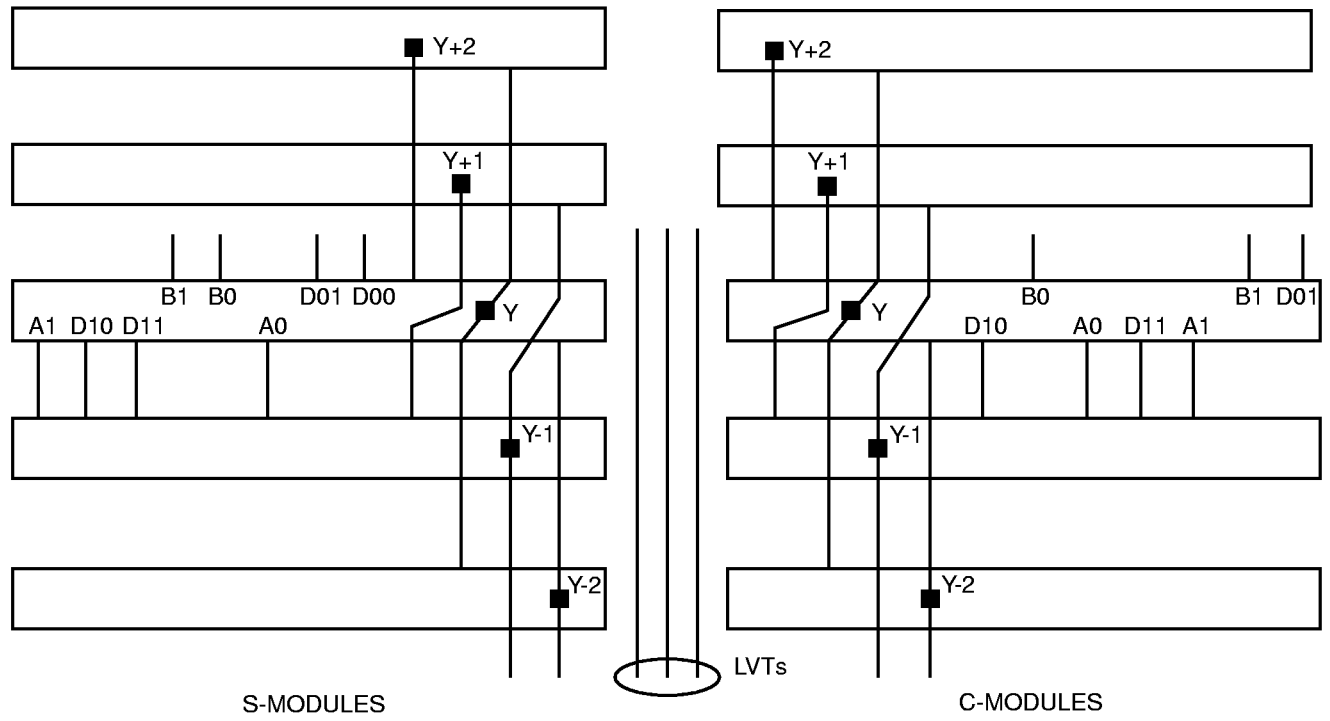 Y+2 Y+2
Y+1 Y+1
B1 B0 D01 D00 Y Y B0 B1 D01
A1 D10 D11 A0 D10 A0 D11 A1
Y-1 Y-1
Y-2 Y-2
LVTs
S-MODULES C-MODULES